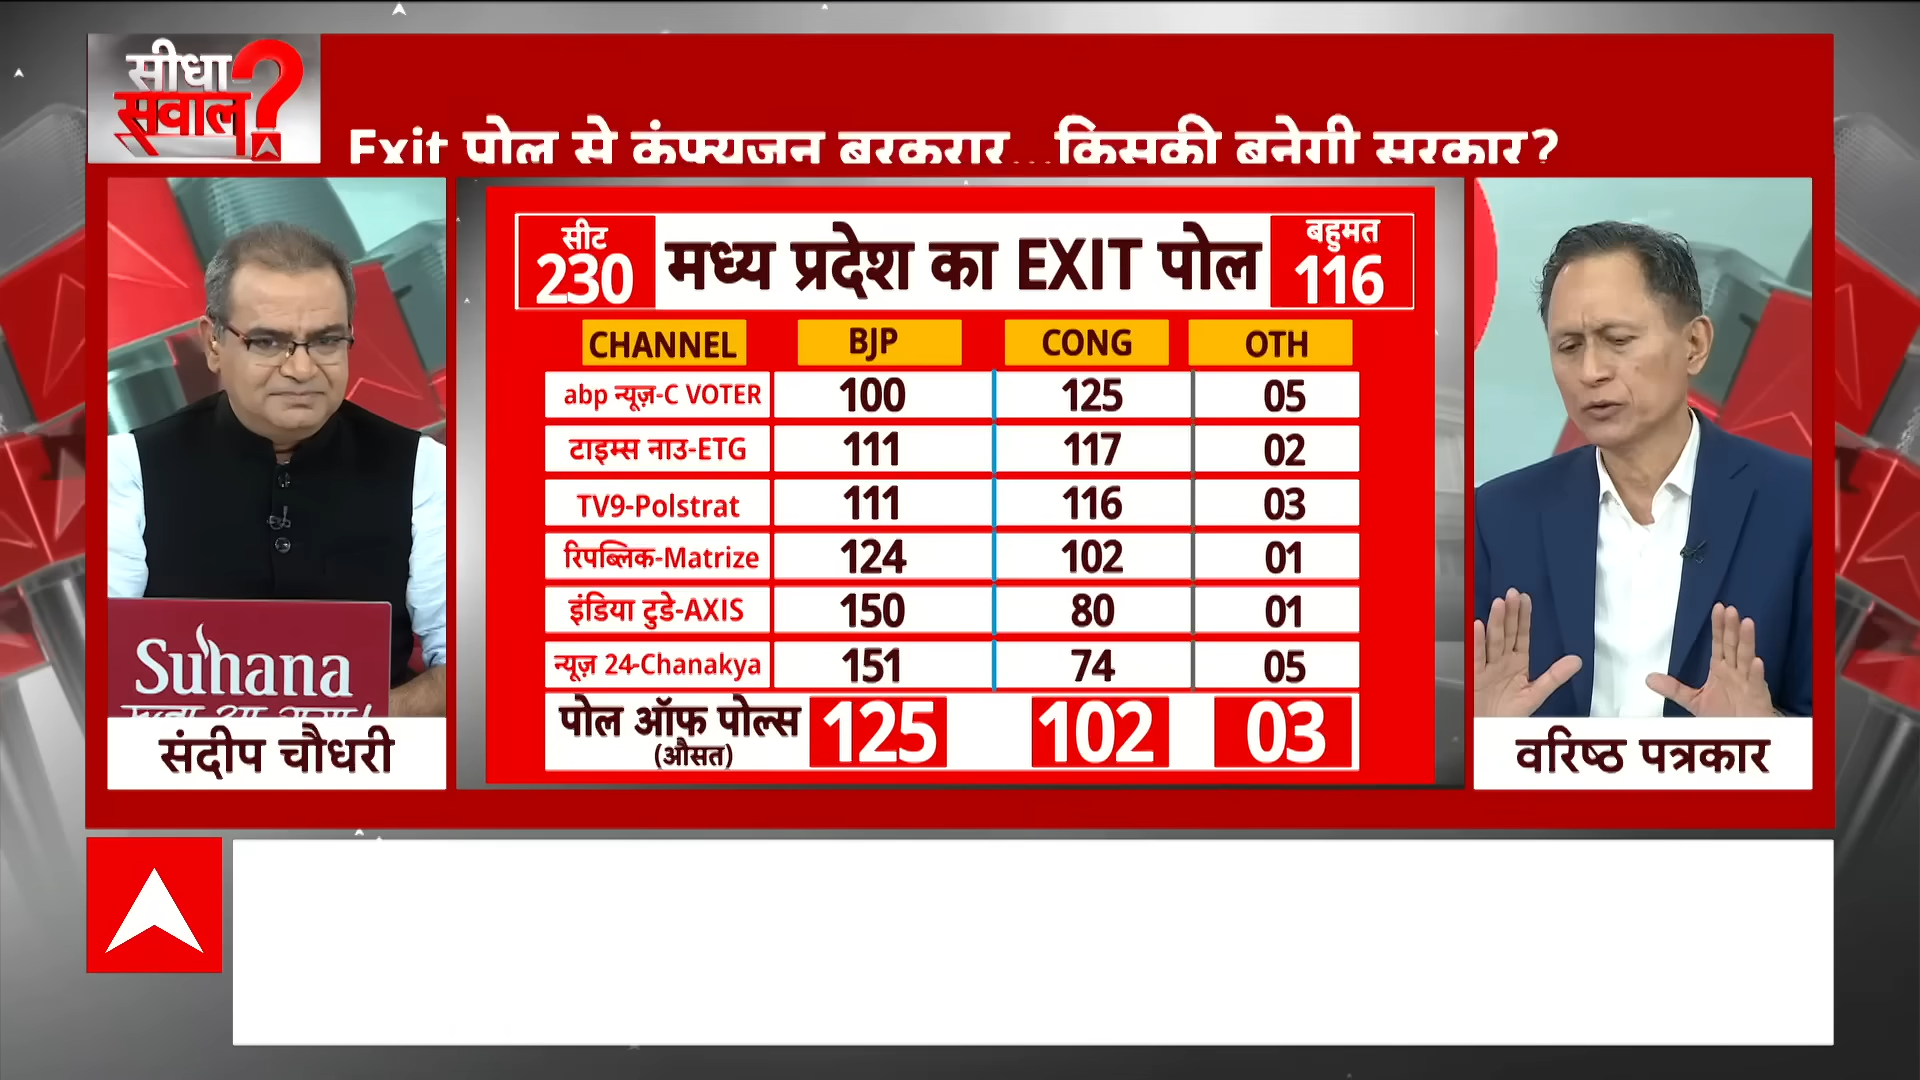 सीधा
सवाल?
Exit पोल से कंफ्यूजन बरकरार...किसकी बनेगी सरकार?
सीट
230
मध्य प्रदेश का EXIT पोल
बहुमत
116
CHANNEL BJP CONG OTH
abp न्यूज़-C VOTER 100 125 05
टाइम्स नाउ-ETG 111 117 02
TV9-Polstrat 111 116 03
रिपब्लिक-Matrize 124 102 01
इंडिया टुडे-AXIS 150 80 01
न्यूज़ 24-Chanakya 151 74 05
पोल ऑफ पोल्स 125 102 03
(औसत)
Suhana
संदीप चौधरी
वरिष्ठ पत्रकार